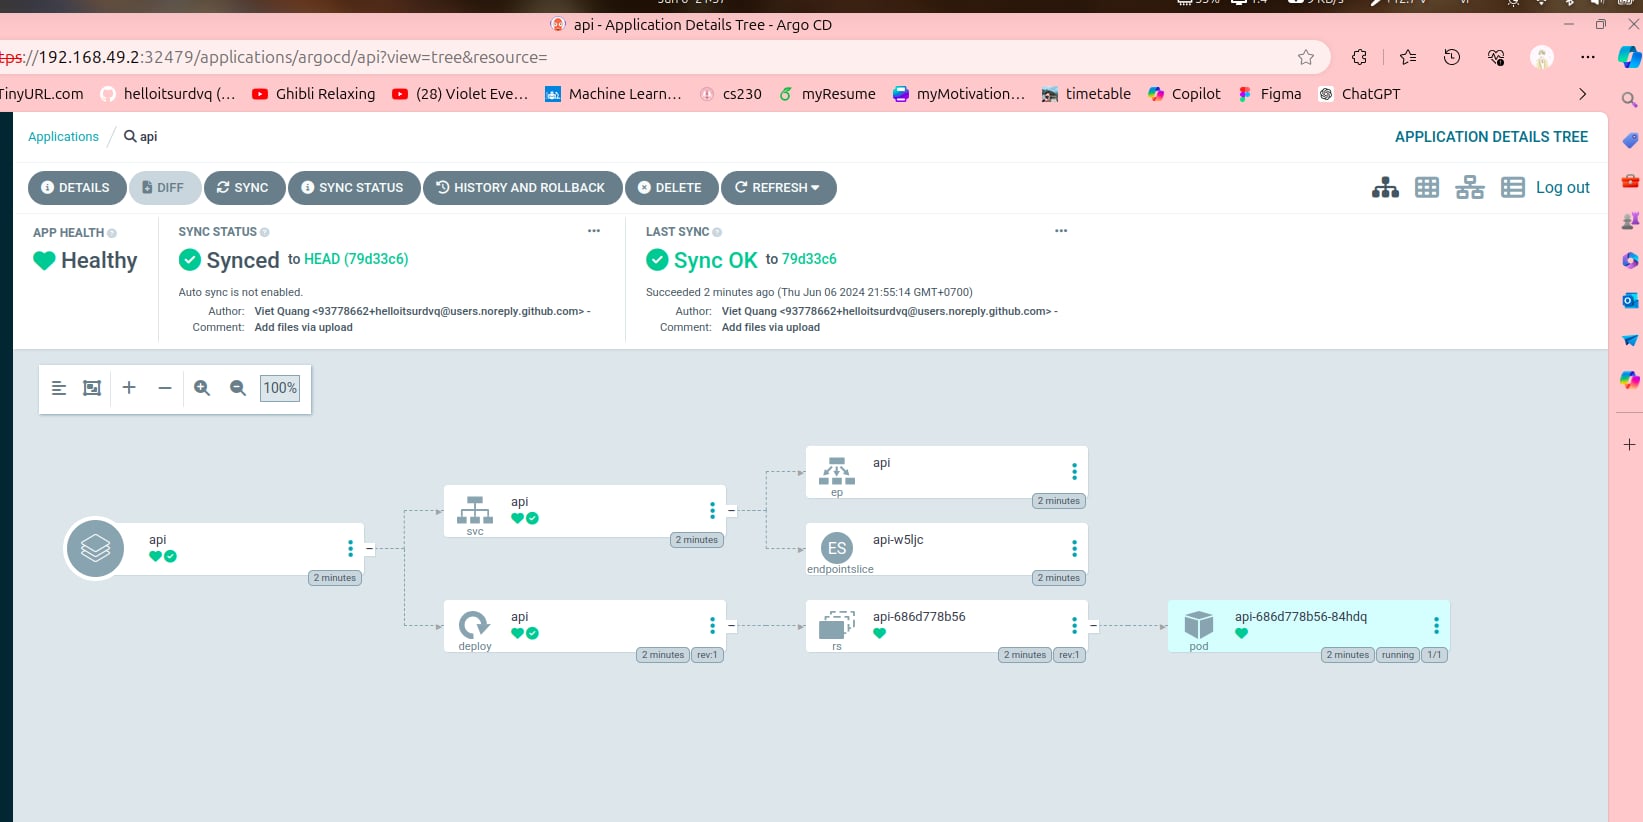 api - Application Details Tree - Argo CD
tps://192.168.49.2:32479/applications/argocd/api?view=tree&resource=
TinyURL.com helloitsurdvq (... Ghibli Relaxing (28) Violet Eve... Machine Learn... cs230 myResume myMotivation... timetable Copilot Figma ChatGPT
Applications / api APPLICATION DETAILS TREE
DETAILS DIFF SYNC SYNC STATUS HISTORY AND ROLLBACK DELETE REFRESH Log out
APP HEALTH SYNC STATUS LAST SYNC
Healthy Synced to HEAD (79d33c6) Sync OK to 79d33c6
Auto sync is not enabled. Succeeded 2 minutes ago (Thu Jun 06 2024 21:55:14 GMT+0700)
Author: Viet Quang <93778662+helloitsurdvq@users.noreply.github.com> - Author: Viet Quang <93778662+helloitsurdvq@users.noreply.github.com> -
Comment: Add files via upload Comment: Add files via upload
100%
api
ep
2 minutes
api
svc
2 minutes
api
2 minutes
ES
api-w5ljc
endpointslice
2 minutes
api
deploy
2 minutes rev:1
api-686d778b56
rs
2 minutes rev:1
api-686d778b56-84hdq
pod
2 minutes running 1/1